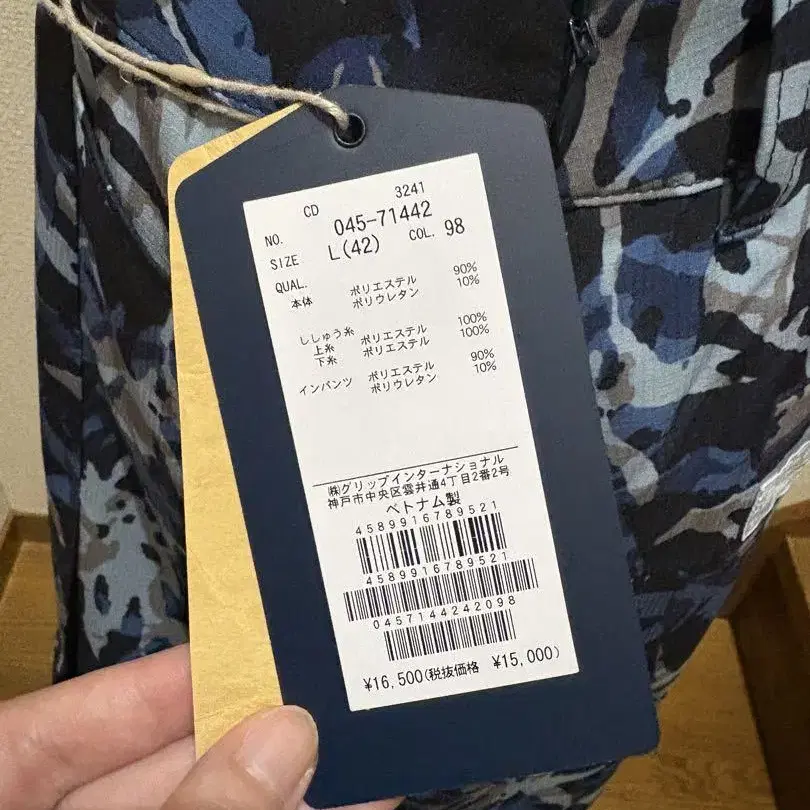 CD 3241
NO. 045-71442
SIZE L(42) COL. 98
QUAL.
本体 ポリエステル 90%
ポリウレタン 10%
ししゅう糸
上糸 ポリエステル 100%
下糸 ポリエステル 100%
インパンツ ポリエステル 90%
ポリウレタン 10%
㈱グリップインターナショナル
神戸市中央区雲井通4丁目2番2号
ベトナム製
4589916789521
4589916789521
0457144242098
¥16,500(税抜価格 ¥15,000)